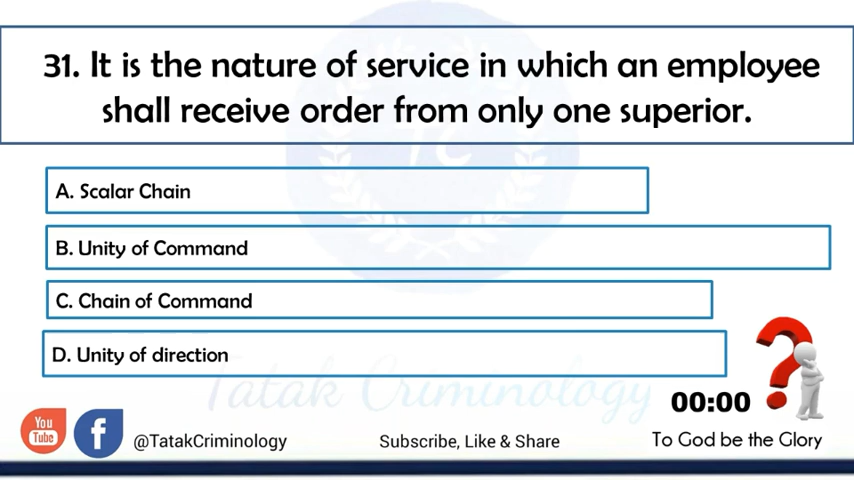 31. It is the nature of service in which an employee
shall receive order from only one superior.
TC
A. Scalar Chain
B. Unity of Command
C. Chain of Command
D. Unity of direction
Tatak Criminology
00:00
You
Tube
f
@TatakCriminology
Subscribe, Like & Share
To God be the Glory